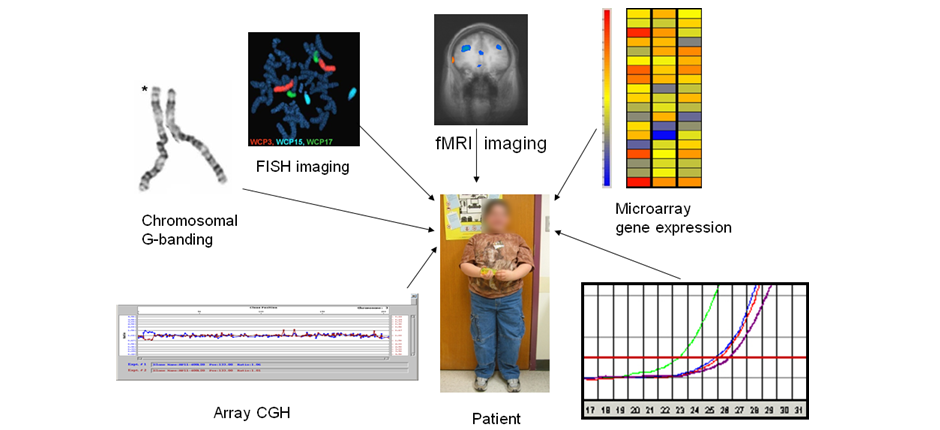 *
WCP3, WCP15, WCP17
FISH imaging
fMRI imaging
Chromosomal
G-banding
Microarray
gene expression
Array CGH
Patient
17 18 19 20 21 22 23 24 25 26 27 28 29 30 31